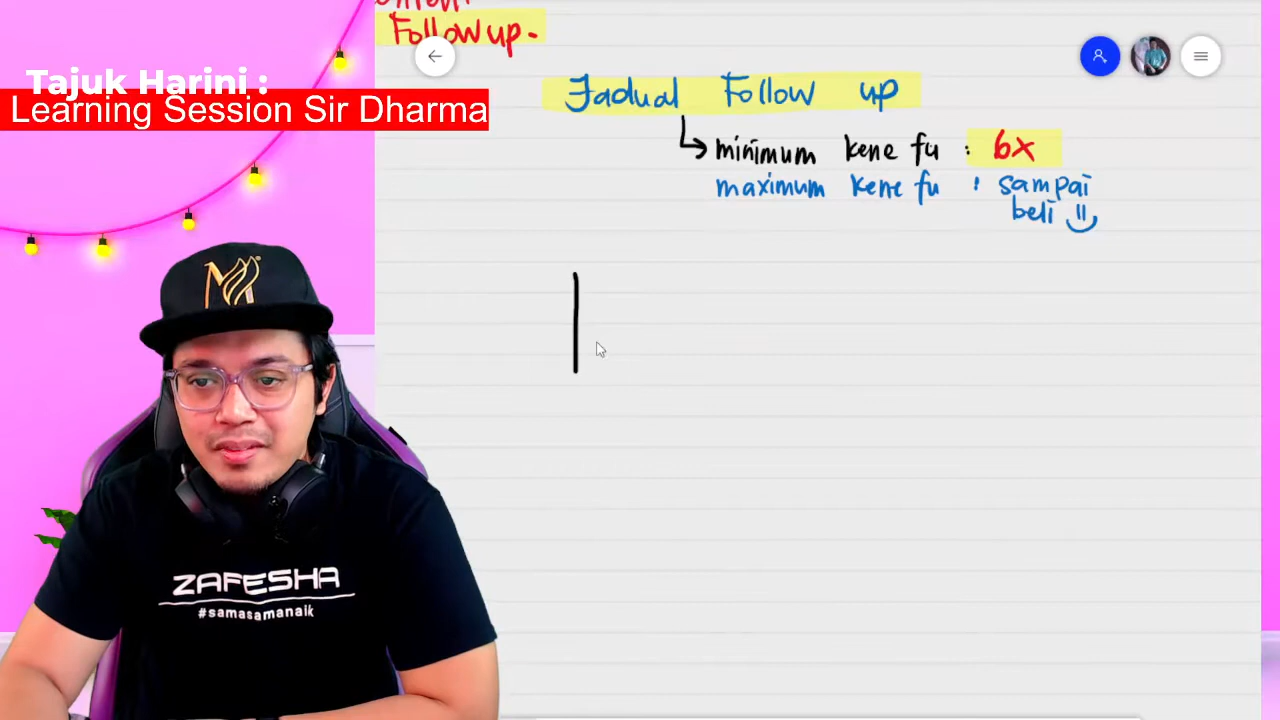 Follow up.
Tajuk Harini :
Learning Session Sir Dharma
Jadual Follow up
minimum kene fu : 6x
maximum kene fu : sampai
beli
ZAFESHA
#samasamanaik